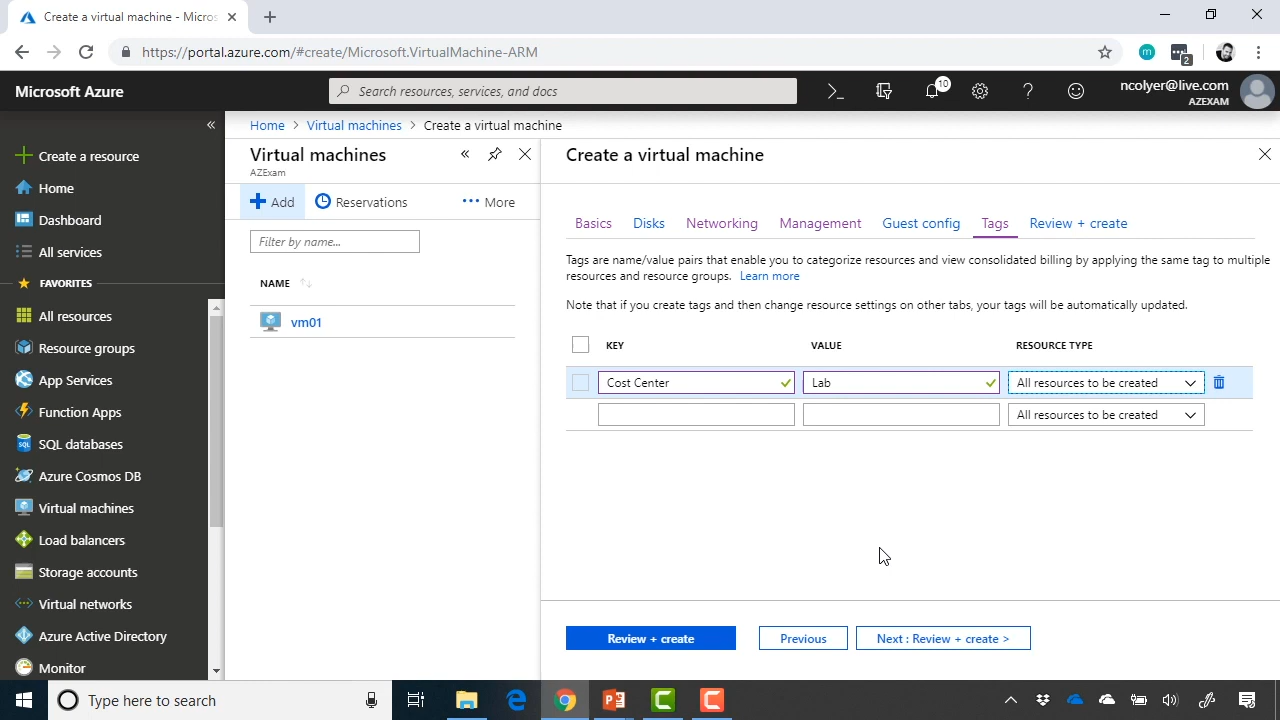 Create a virtual machine - Micros
https://portal.azure.com/#create/Microsoft.VirtualMachine-ARM
m
2
Microsoft Azure
Search resources, services, and docs
10
ncolyer@live.com
AZEXAM
Create a resource
Home
Dashboard
All services
FAVORITES
All resources
Resource groups
App Services
Function Apps
SQL databases
Azure Cosmos DB
Virtual machines
Load balancers
Storage accounts
Virtual networks
Azure Active Directory
Monitor
Home > Virtual machines > Create a virtual machine
Virtual machines
AZExam
Add
Reservations
More
Filter by name...
NAME
vm01
Create a virtual machine
Basics Disks Networking Management Guest config Tags Review + create
Tags are name/value pairs that enable you to categorize resources and view consolidated billing by applying the same tag to multiple
resources and resource groups. Learn more
Note that if you create tags and then change resource settings on other tabs, your tags will be automatically updated.
KEY VALUE RESOURCE TYPE
Cost Center Lab All resources to be created
All resources to be created
Review + create Previous Next : Review + create >
Type here to search